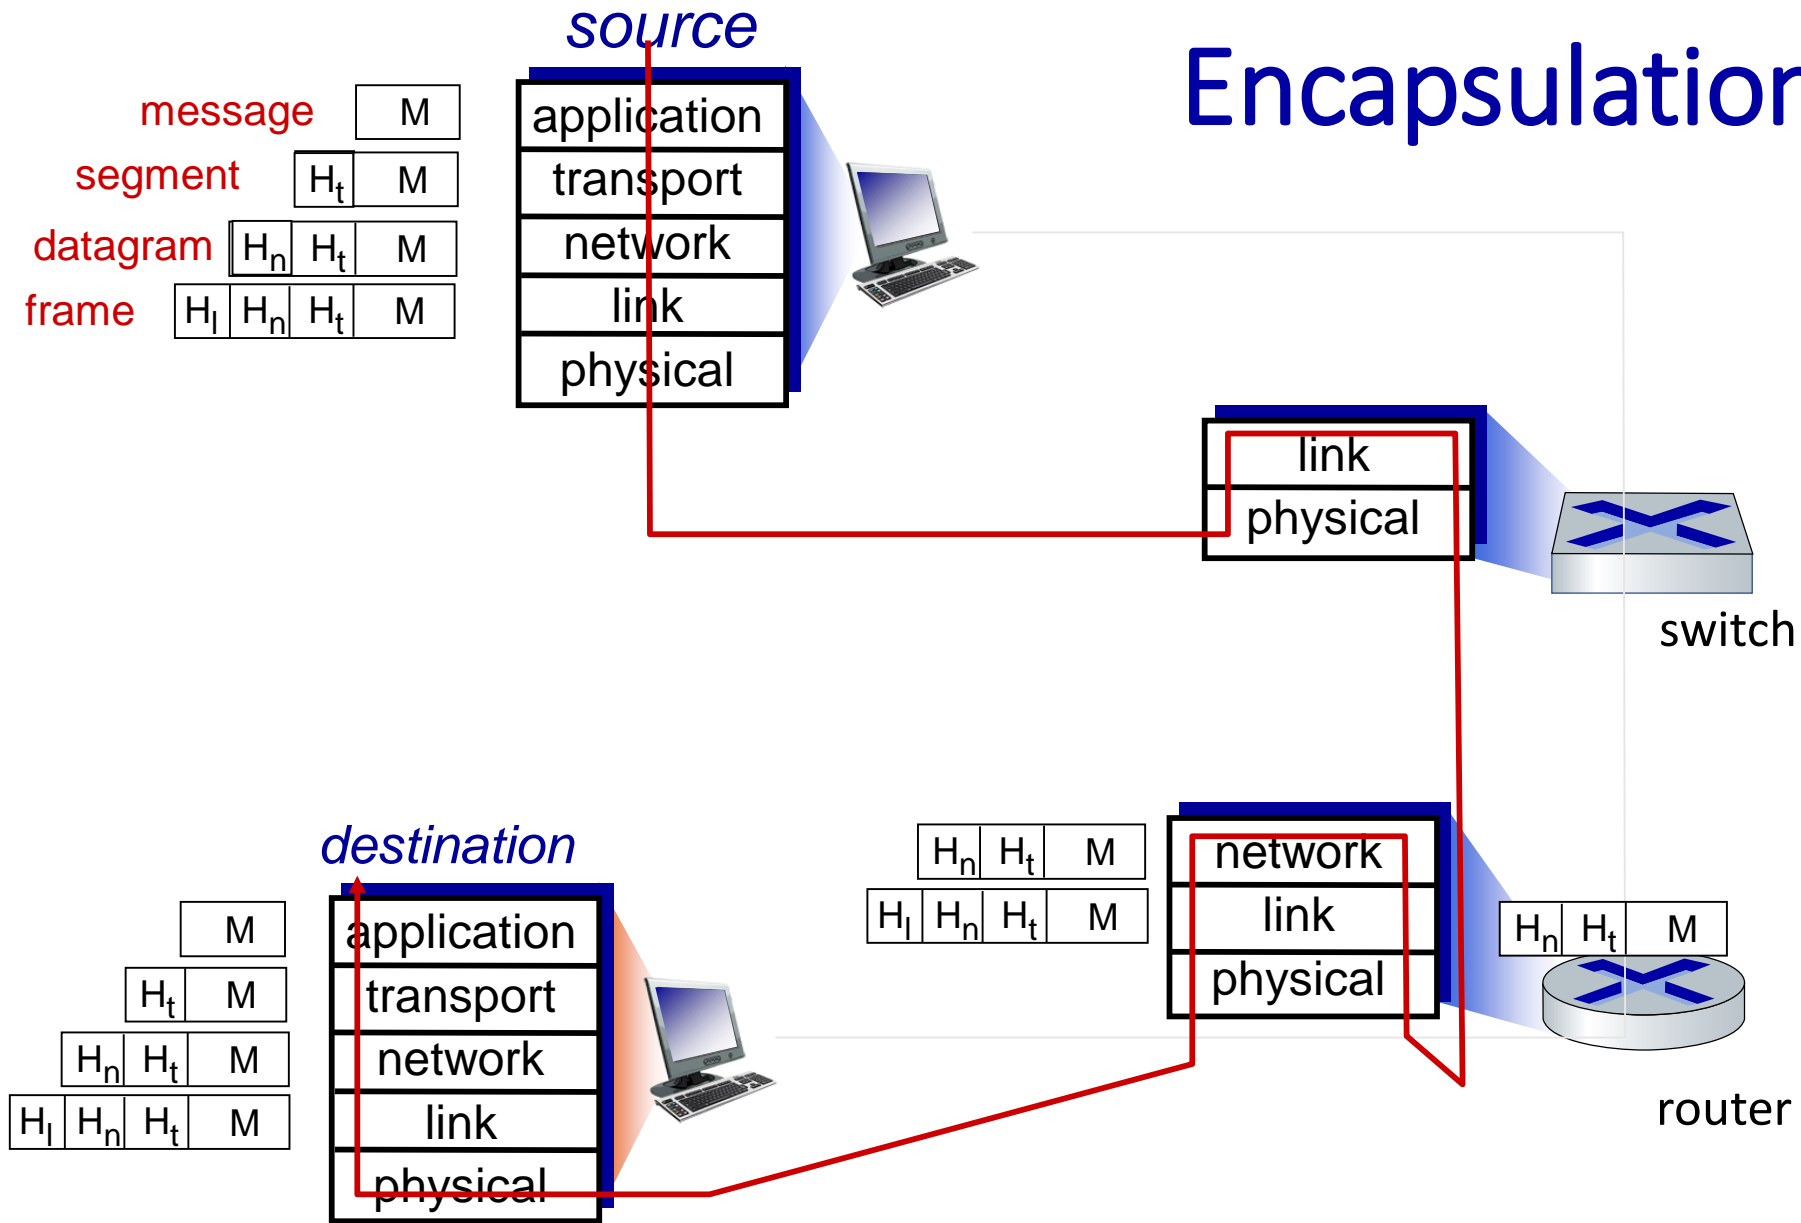 source
Encapsulation
message M
segment Ht M
datagram Hn Ht M
frame Hl Hn Ht M
application
transport
network
link
physical
link
physical
switch
Hn Ht M
Hl Hn Ht M
network
link
physical
Hn Ht M
router
destination
M
Ht M
Hn Ht M
Hl Hn Ht M
application
transport
network
link
physical